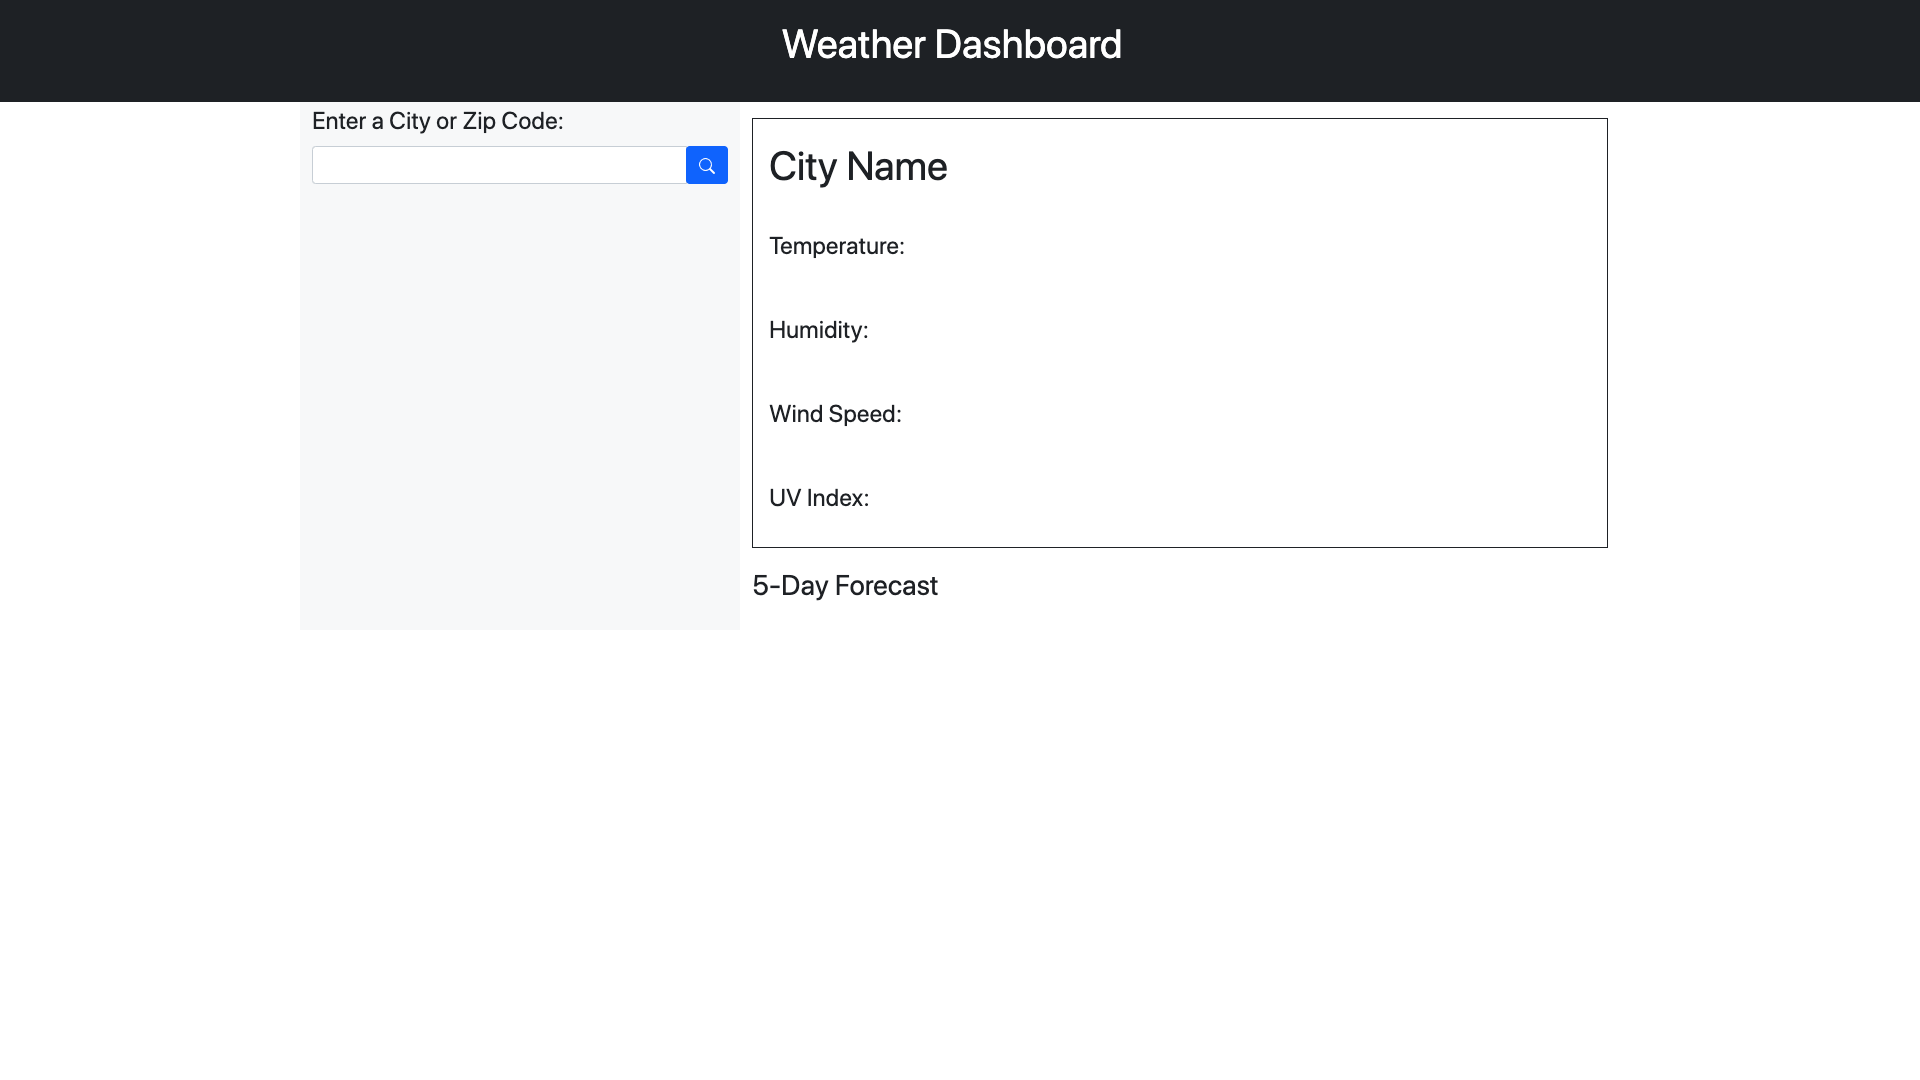 Weather Dashboard
Enter a City or Zip Code:
City Name
Temperature:
Humidity:
Wind Speed:
UV Index:
5-Day Forecast